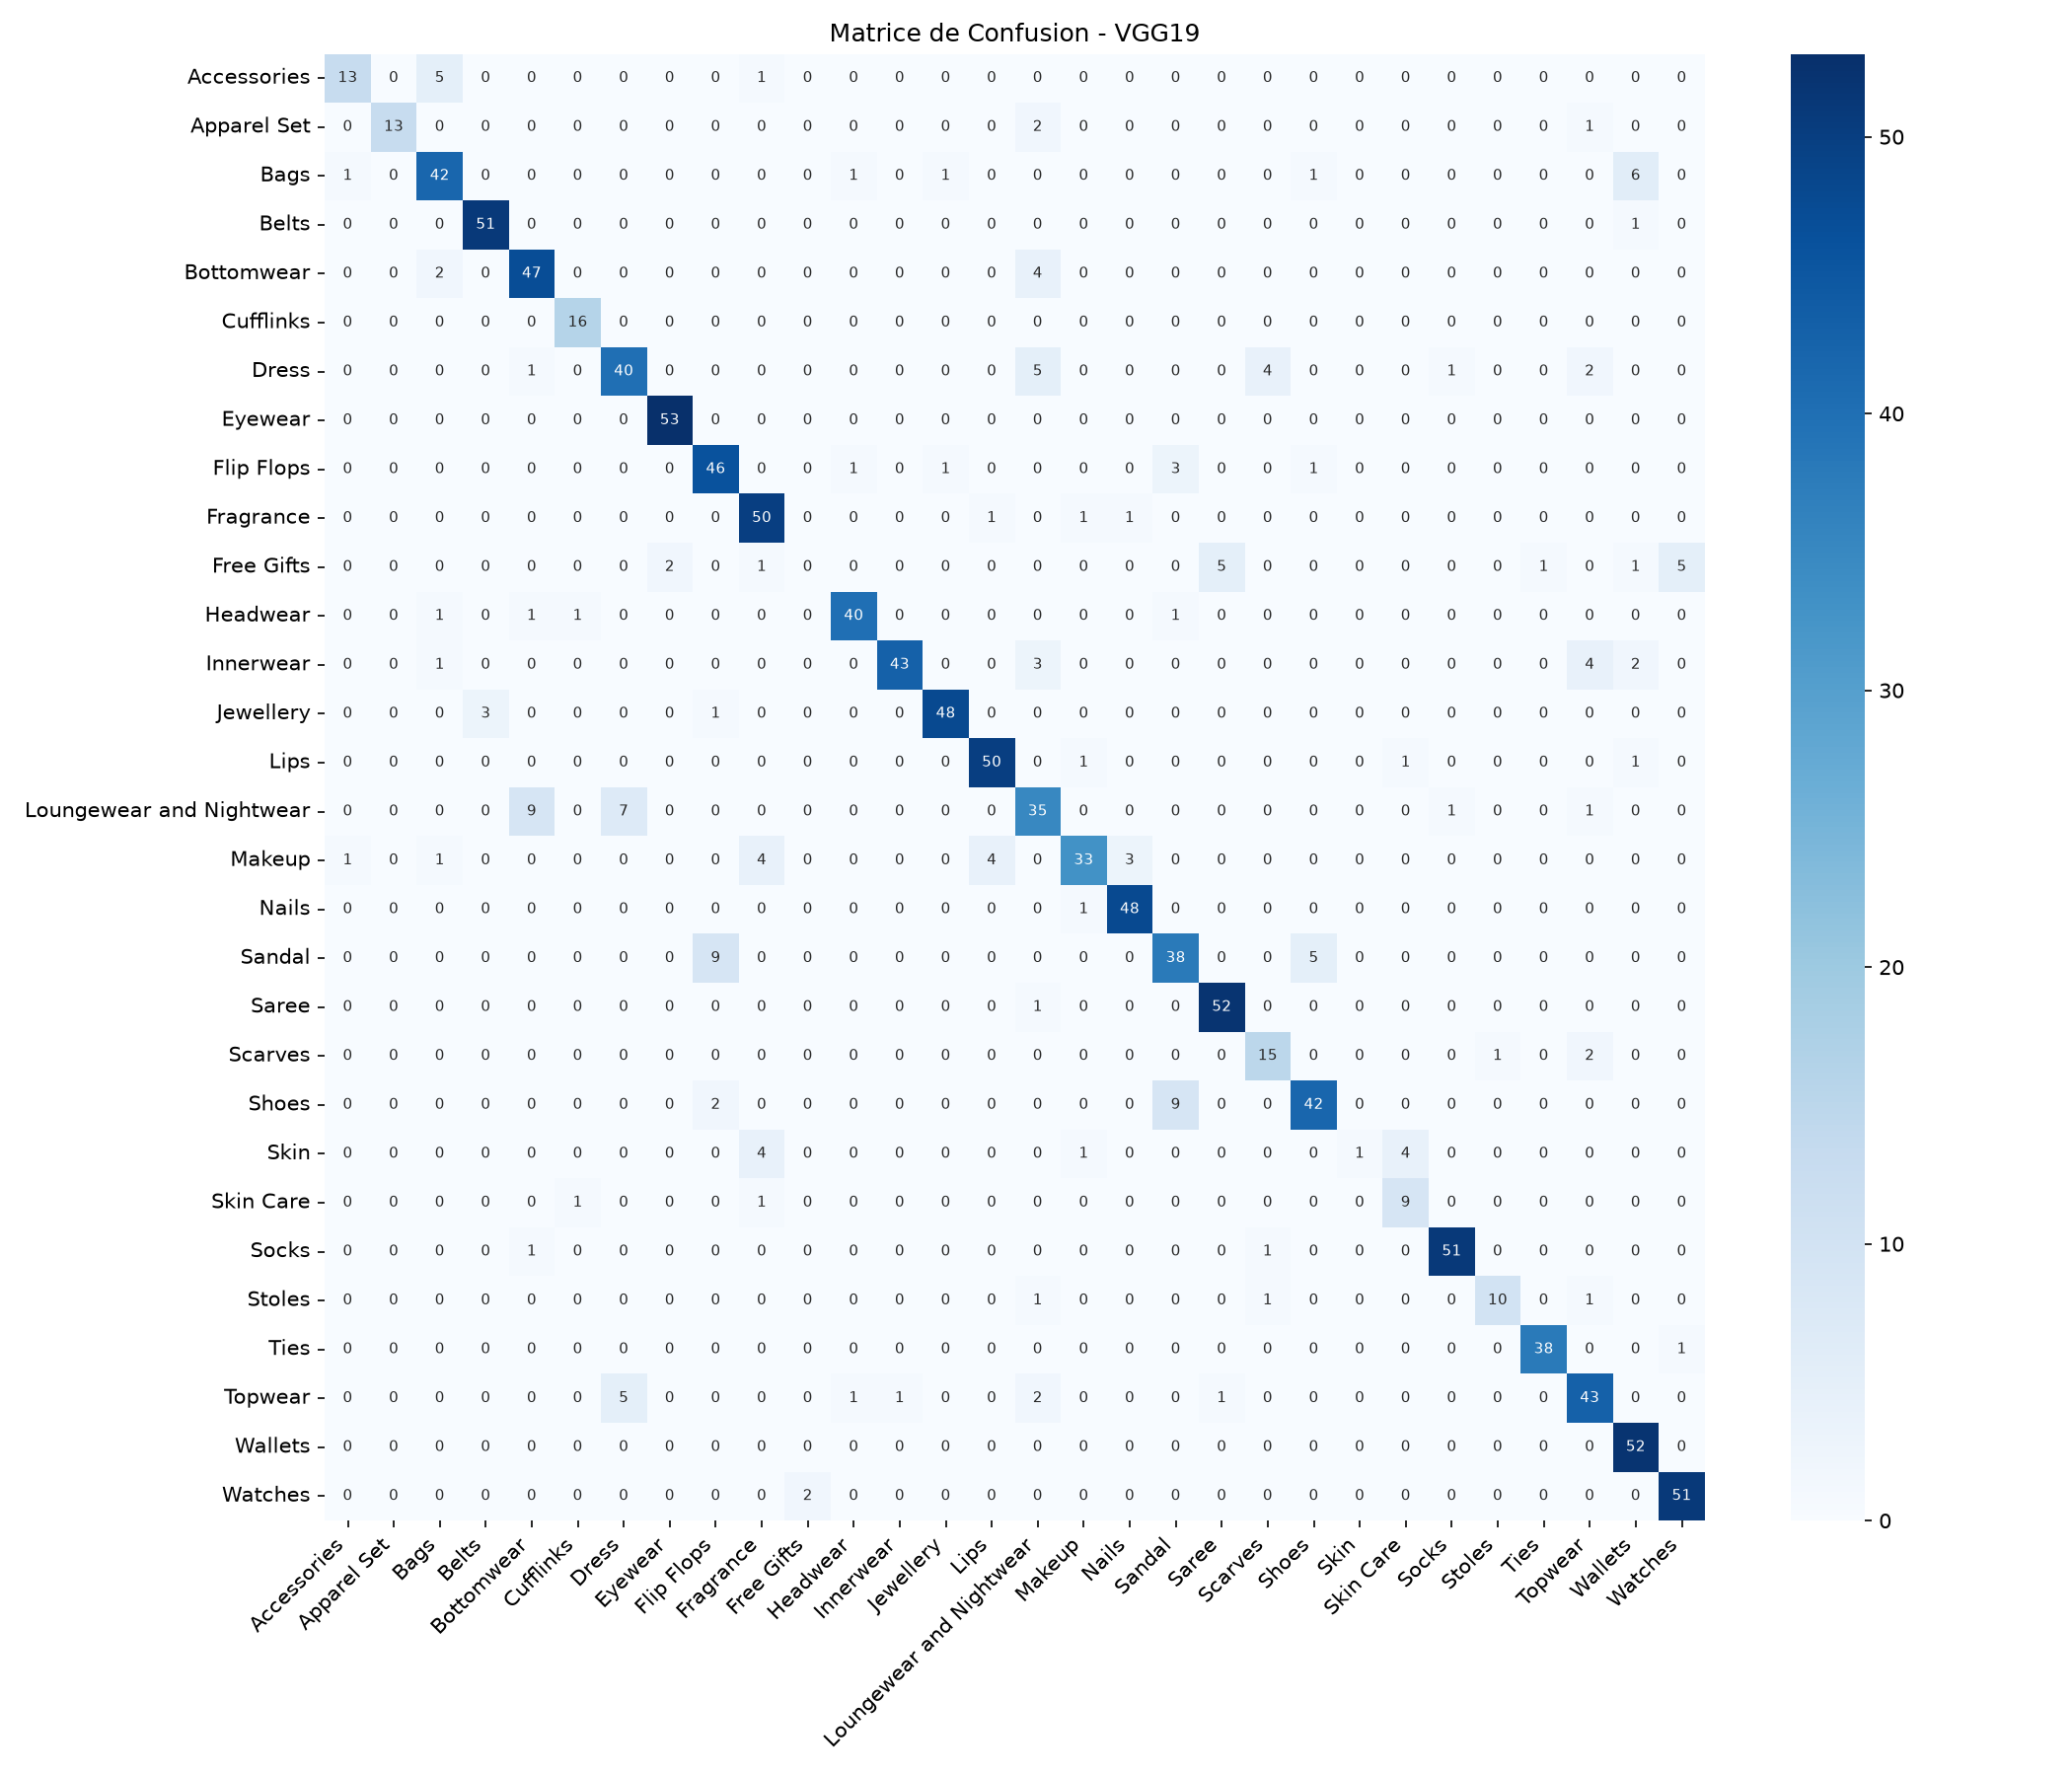 Matrice de Confusion - VGG19
Accessories 13 0 5 0 0 0 0 0 0 1 0 0 0 0 0 0 0 0 0 0 0 0 0 0 0 0 0 0 0 0
Apparel Set 0 13 0 0 0 0 0 0 0 0 0 0 0 0 0 2 0 0 0 0 0 0 0 0 0 0 0 1 0 0
Bags 1 0 42 0 0 0 0 0 0 0 0 1 0 1 0 0 0 0 0 0 0 1 0 0 0 0 0 0 6 0
Belts 0 0 0 51 0 0 0 0 0 0 0 0 0 0 0 0 0 0 0 0 0 0 0 0 0 0 0 0 1 0
50
Bottomwear 0 0 2 0 47 0 0 0 0 0 0 0 0 0 0 4 0 0 0 0 0 0 0 0 0 0 0 0 0 0
Cufflinks 0 0 0 0 0 16 0 0 0 0 0 0 0 0 0 0 0 0 0 0 0 0 0 0 0 0 0 0 0 0
Dress 0 0 0 0 1 0 40 0 0 0 0 0 0 0 0 5 0 0 0 0 4 0 0 0 1 0 0 2 0 0
Eyewear 0 0 0 0 0 0 0 53 0 0 0 0 0 0 0 0 0 0 0 0 0 0 0 0 0 0 0 0 0 0
40
Flip Flops 0 0 0 0 0 0 0 0 46 0 0 1 0 1 0 0 0 0 3 0 0 1 0 0 0 0 0 0 0 0
Fragrance 0 0 0 0 0 0 0 0 0 50 0 0 0 0 1 0 1 1 0 0 0 0 0 0 0 0 0 0 0 0
Free Gifts 0 0 0 0 0 0 0 2 0 1 0 0 0 0 0 0 0 0 0 5 0 0 0 0 0 0 1 0 1 5
Headwear 0 0 1 0 1 1 0 0 0 0 0 40 0 0 0 0 0 0 1 0 0 0 0 0 0 0 0 0 0 0
Innerwear 0 0 1 0 0 0 0 0 0 0 0 0 43 0 0 3 0 0 0 0 0 0 0 0 0 0 0 4 2 0
30
Jewellery 0 0 0 3 0 0 0 0 1 0 0 0 0 48 0 0 0 0 0 0 0 0 0 0 0 0 0 0 0 0
Lips 0 0 0 0 0 0 0 0 0 0 0 0 0 0 50 0 1 0 0 0 0 0 0 1 0 0 0 0 1 0
Loungewear and Nightwear 0 0 0 0 9 0 7 0 0 0 0 0 0 0 0 35 0 0 0 0 0 0 0 0 1 0 0 1 0 0
Makeup 1 0 1 0 0 0 0 0 0 4 0 0 0 0 4 0 33 3 0 0 0 0 0 0 0 0 0 0 0 0
Nails 0 0 0 0 0 0 0 0 0 0 0 0 0 0 0 0 1 48 0 0 0 0 0 0 0 0 0 0 0 0
Sandal 0 0 0 0 0 0 0 0 9 0 0 0 0 0 0 0 0 0 38 0 0 5 0 0 0 0 0 0 0 0
20
Saree 0 0 0 0 0 0 0 0 0 0 0 0 0 0 0 1 0 0 0 52 0 0 0 0 0 0 0 0 0 0
Scarves 0 0 0 0 0 0 0 0 0 0 0 0 0 0 0 0 0 0 0 0 15 0 0 0 0 1 0 2 0 0
Shoes 0 0 0 0 0 0 0 0 2 0 0 0 0 0 0 0 0 0 9 0 0 42 0 0 0 0 0 0 0 0
Skin 0 0 0 0 0 0 0 0 0 4 0 0 0 0 0 0 1 0 0 0 0 0 1 4 0 0 0 0 0 0
Skin Care 0 0 0 0 0 1 0 0 0 1 0 0 0 0 0 0 0 0 0 0 0 0 0 9 0 0 0 0 0 0
10
Socks 0 0 0 0 1 0 0 0 0 0 0 0 0 0 0 0 0 0 0 0 1 0 0 0 51 0 0 0 0 0
Stoles 0 0 0 0 0 0 0 0 0 0 0 0 0 0 0 1 0 0 0 0 1 0 0 0 0 10 0 1 0 0
Ties 0 0 0 0 0 0 0 0 0 0 0 0 0 0 0 0 0 0 0 0 0 0 0 0 0 0 38 0 0 1
Topwear 0 0 0 0 0 0 5 0 0 0 0 1 1 0 0 2 0 0 0 1 0 0 0 0 0 0 0 43 0 0
Wallets 0 0 0 0 0 0 0 0 0 0 0 0 0 0 0 0 0 0 0 0 0 0 0 0 0 0 0 0 52 0
Watches 0 0 0 0 0 0 0 0 0 0 2 0 0 0 0 0 0 0 0 0 0 0 0 0 0 0 0 0 0 51
0
Accessories
Apparel Set
Bags
Belts
Bottomwear
Cufflinks
Dress
Eyewear
Flip Flops
Fragrance
Free Gifts
Headwear
Innerwear
Jewellery
Lips
Loungewear and Nightwear
Makeup
Nails
Sandal
Saree
Scarves
Shoes
Skin
Skin Care
Socks
Stoles
Ties
Topwear
Wallets
Watches